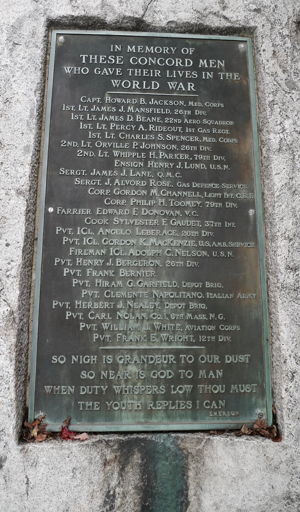 IN MEMORY OF
THESE CONCORD MEN
WHO GAVE THEIR LIVES IN THE
WORLD WAR
CAPT. HOWARD B. JACKSON, MED. CORPS
1ST. LT. JAMES J. MANSFIELD, 26TH DIV.
1ST. LT. JAMES D. BEANE, 22ND AERO SQUADRON
1ST. LT. PERCY A. RIDEOUT, 1ST GAS REGT.
1ST. LT. CHARLES S. SPENCER, MED. CORPS
2ND. LT. ORVILLE P. JOHNSON, 26TH DIV.
2ND. LT. WHIPPLE H. PARKER, 79TH DIV.
ENSIGN HENRY J. LUND, U.S.N.
SERGT. JAMES J. LANE, Q.M.C.
SERGT. J. ALVORD ROSE, GAS DEFENCE SERVICE
CORP. GORDON M. CHANNELL,
CORP. PHILIP H. TOOMEY, 79TH DIV.
FARRIER EDWARD F. DONOVAN, V.C.
COOK SYLVESTER E. GAUDET, 37TH INF.
PVT. 1CL. ANGELO LEBERACE, 26TH DIV.
PVT. 1CL. GORDON K. MACKENZIE, U.S. AMB. SERVICE
FIREMAN 1CL. ADOLPH C. NELSON, U.S.N.
PVT. HENRY J. BERGERON, 26TH DIV.
PVT. FRANK BERNIER
PVT. HIRAM G. GARFIELD, DEPOT BRIG.
PVT. CLEMENTE NAPOLITANO, ITALIAN ARMY
PVT. HERBERT J. NEALEY, DEPOT BRIG.
PVT. CARL NOLAN CO. I, 9TH MASS. N.G.
PVT. WILLIAM L. WHITE, AVIATION CORPS
PVT. FRANK E. WRIGHT, 12TH DIV.
SO NIGH IS GRANDEUR TO OUR DUST
SO NEAR IS GOD TO MAN
WHEN DUTY WHISPERS LOW THOU MUST
THE YOUTH REPLIES I CAN
EMERSON